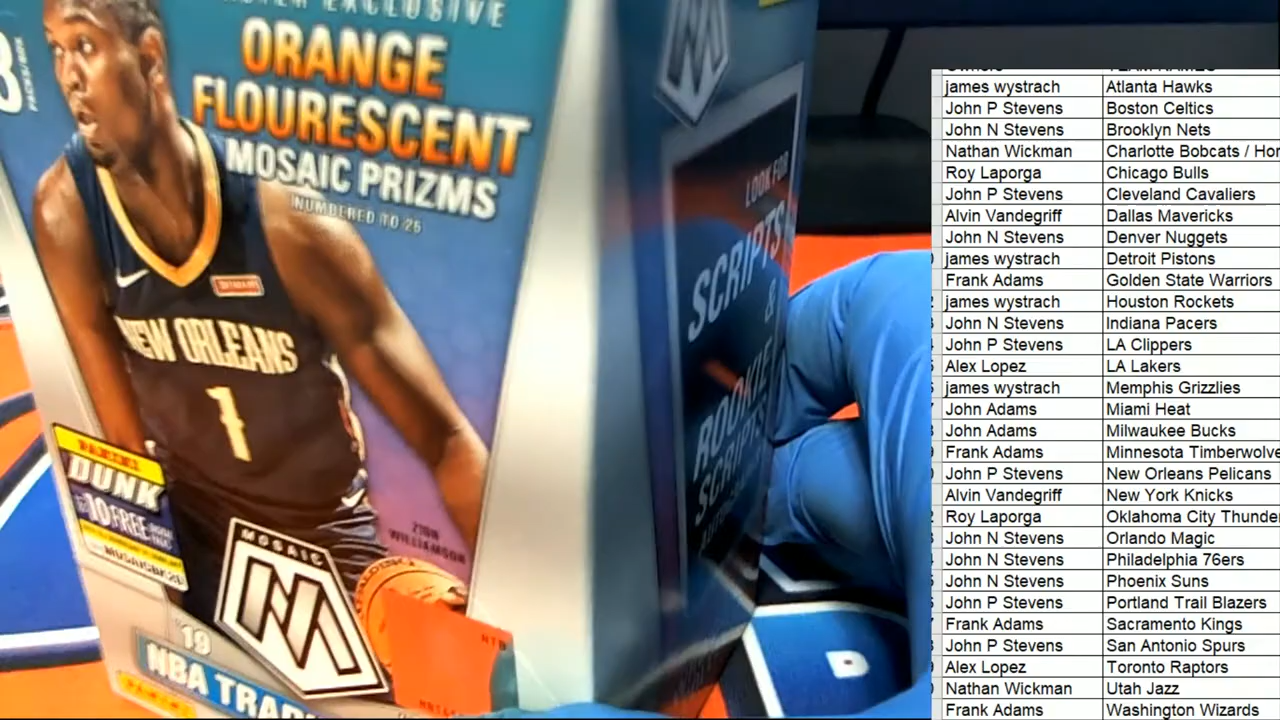 EXCLUSIVE
ORANGE
FLOURESCENT
MOSAIC PRIZMS
NUMBERED TO 25
NEW ORLEANS
1
PANINI
DUNK
10 FREE
ZION
WILLIAMSON
MOSAIC
M
19
NBA
M
LOOK FOR
SCRIPTS
&
ROOKIE
SCRIPTS
james wystrach Atlanta Hawks
John P Stevens Boston Celtics
John N Stevens Brooklyn Nets
Nathan Wickman Charlotte Bobcats /
Roy Laporga Chicago Bulls
John P Stevens Cleveland Cavaliers
Alvin Vandegriff Dallas Mavericks
John N Stevens Denver Nuggets
james wystrach Detroit Pistons
Frank Adams Golden State Warriors
james wystrach Houston Rockets
John N Stevens Indiana Pacers
John P Stevens LA Clippers
Alex Lopez LA Lakers
james wystrach Memphis Grizzlies
John Adams Miami Heat
John Adams Milwaukee Bucks
Frank Adams Minnesota Timberwolve
John P Stevens New Orleans Pelicans
Alvin Vandegriff New York Knicks
Roy Laporga Oklahoma City Thunder
John N Stevens Orlando Magic
John N Stevens Philadelphia 76ers
John N Stevens Phoenix Suns
John P Stevens Portland Trail Blazers
Frank Adams Sacramento Kings
John P Stevens San Antonio Spurs
Alex Lopez Toronto Raptors
Nathan Wickman Utah Jazz
Frank Adams Washington Wizards